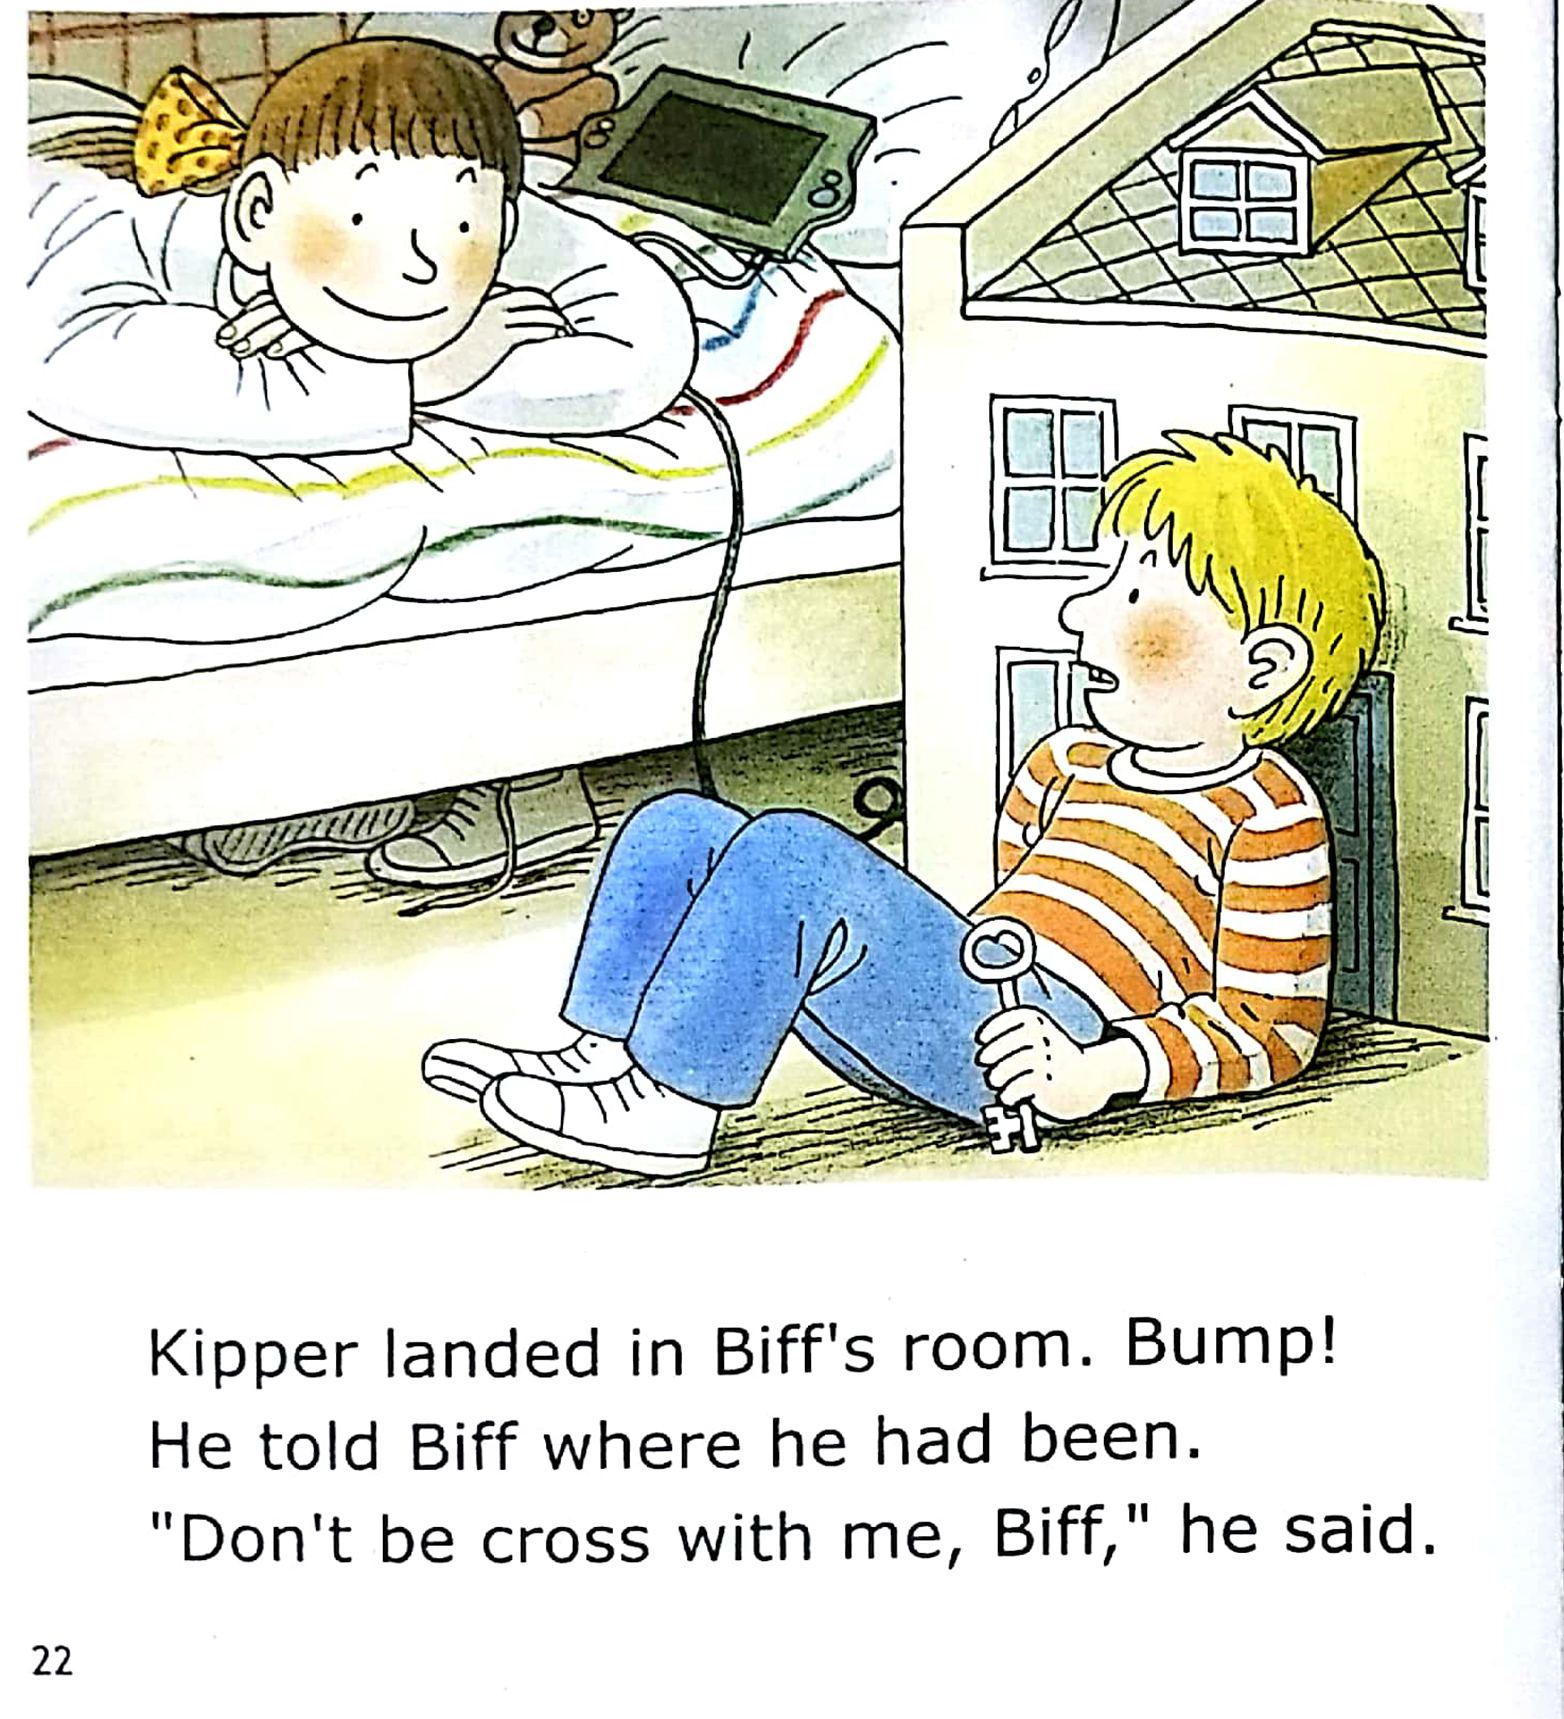 Kipper landed in Biff's room. Bump!
He told Biff where he had been.
"Don't be cross with me, Biff," he said.
22